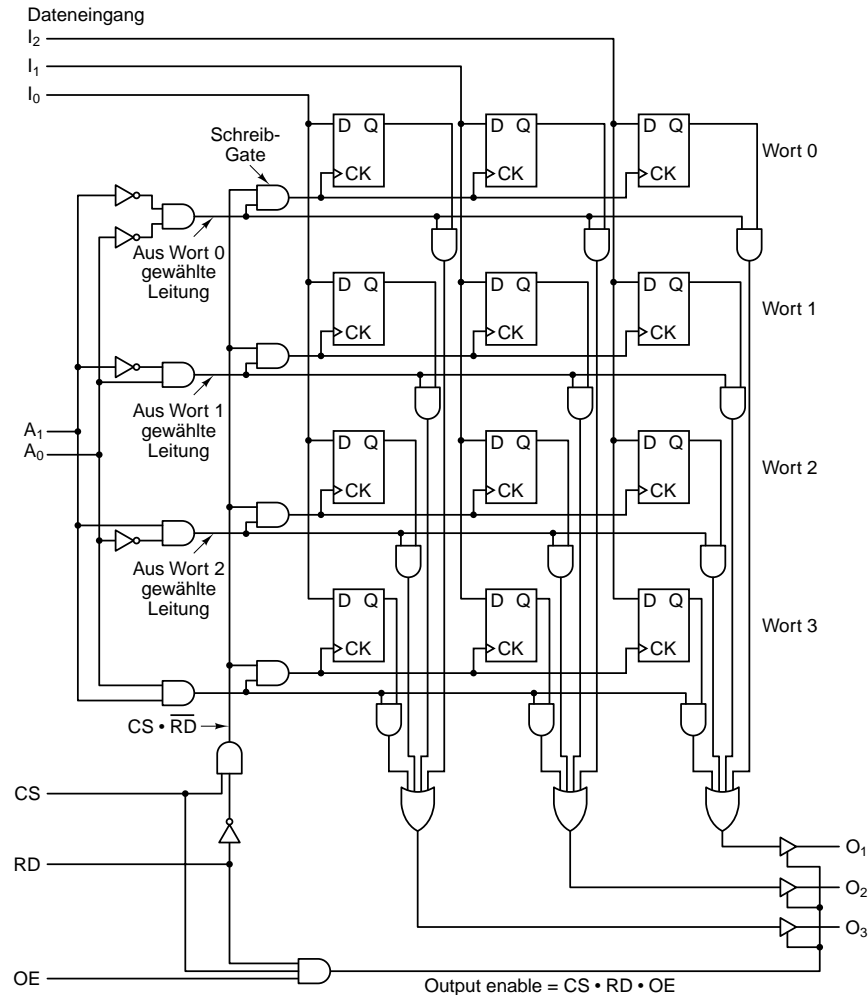 Dateneingang
I₂
I₁
I₀
Schreib-
Gate
D Q
CK
D Q
CK
D Q
CK
Wort 0
Aus Wort 0
gewählte
Leitung
D Q
CK
D Q
CK
D Q
CK
Wort 1
Aus Wort 1
gewählte
Leitung
A₁
A₀
D Q
CK
D Q
CK
D Q
CK
Wort 2
Aus Wort 2
gewählte
Leitung
D Q
CK
D Q
CK
D Q
CK
Wort 3
CS • R̅D̅
CS
RD
O₁
O₂
O₃
OE
Output enable = CS • RD • OE